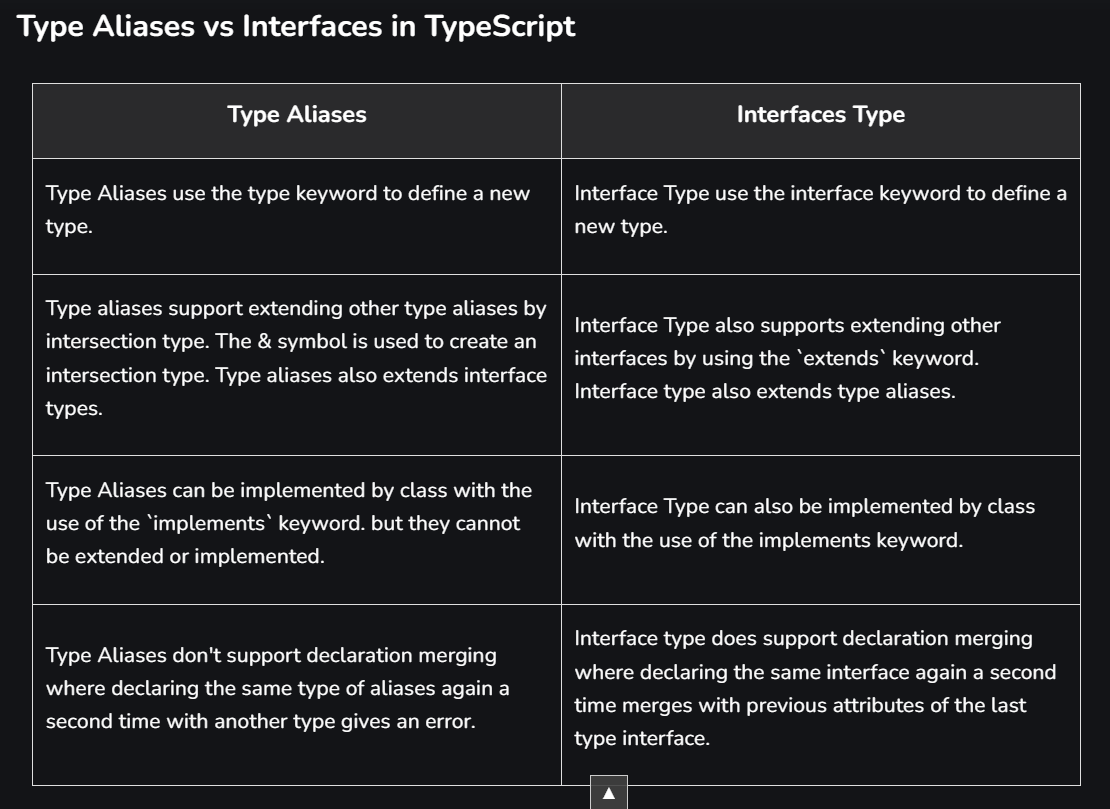 Type Aliases vs Interfaces in TypeScript
Type Aliases
Interfaces Type
Type Aliases use the type keyword to define a new
type.
Interface Type use the interface keyword to define a
new type.
Type aliases support extending other type aliases by
intersection type. The & symbol is used to create an
intersection type. Type aliases also extends interface
types.
Interface Type also supports extending other
interfaces by using the `extends` keyword.
Interface type also extends type aliases.
Type Aliases can be implemented by class with the
use of the `implements` keyword. but they cannot
be extended or implemented.
Interface Type can also be implemented by class
with the use of the implements keyword.
Type Aliases don't support declaration merging
where declaring the same type of aliases again a
second time with another type gives an error.
Interface type does support declaration merging
where declaring the same interface again a second
time merges with previous attributes of the last
type interface.